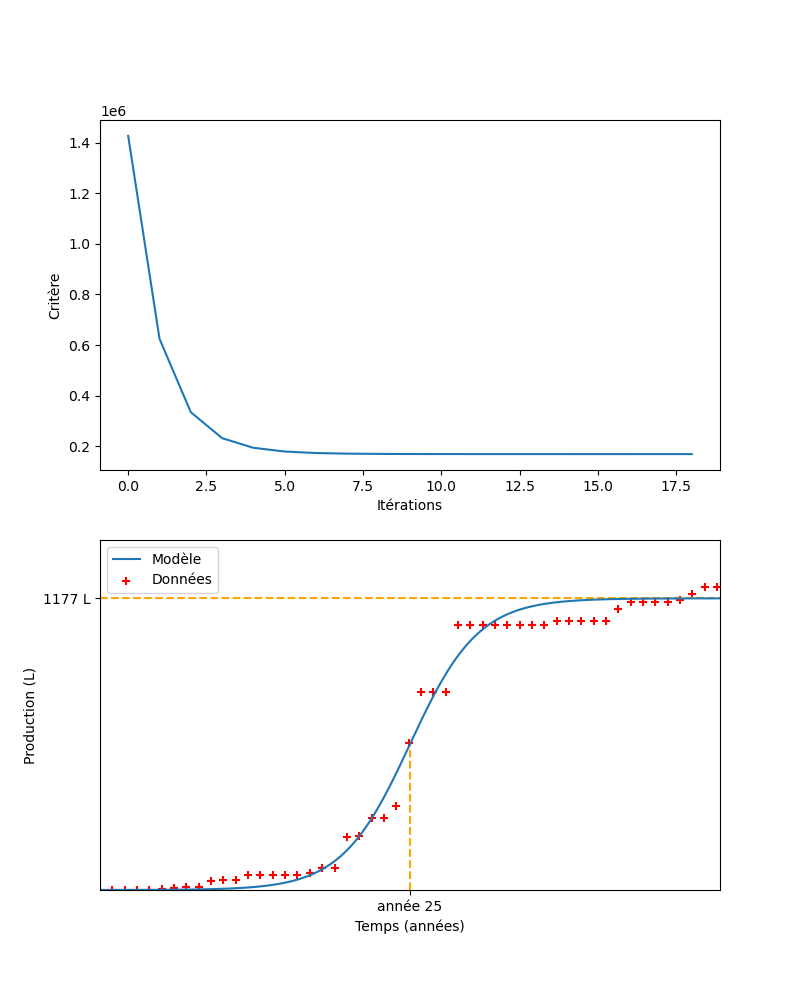 1e6
1.4
1.2
1.0
0.8
0.6
0.4
0.2
Critère
0.0 2.5 5.0 7.5 10.0 12.5 15.0 17.5
Itérations
Modèle
Données
1177 L
Production (L)
année 25
Temps (années)